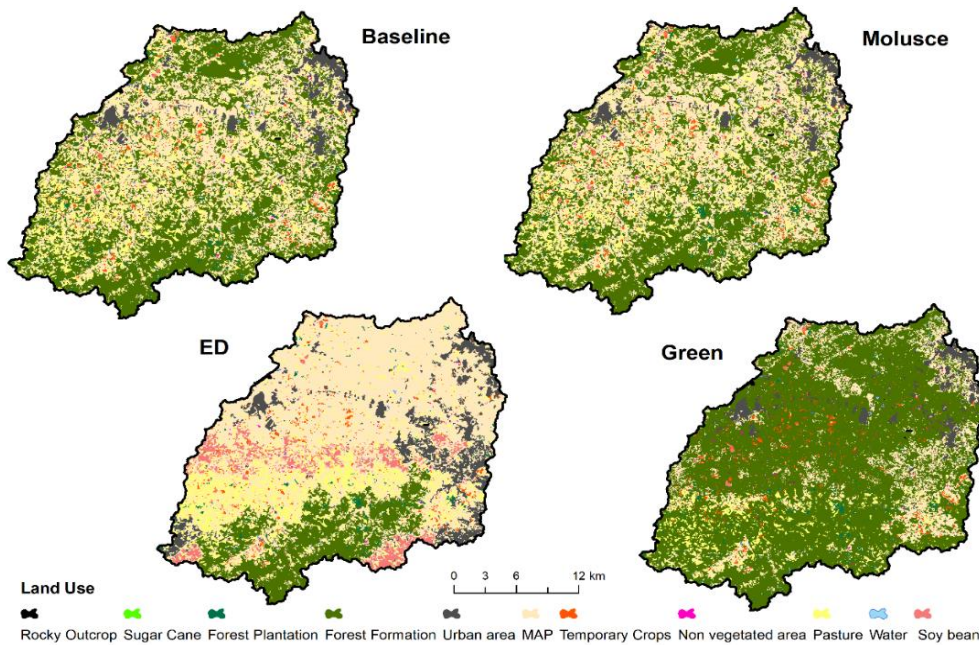 Baseline
Molusce
ED
Green
0 3 6 12 km
Land Use
Rocky Outcrop Sugar Cane Forest Plantation Forest Formation Urban area MAP Temporary Crops Non vegetated area Pasture Water Soy bean